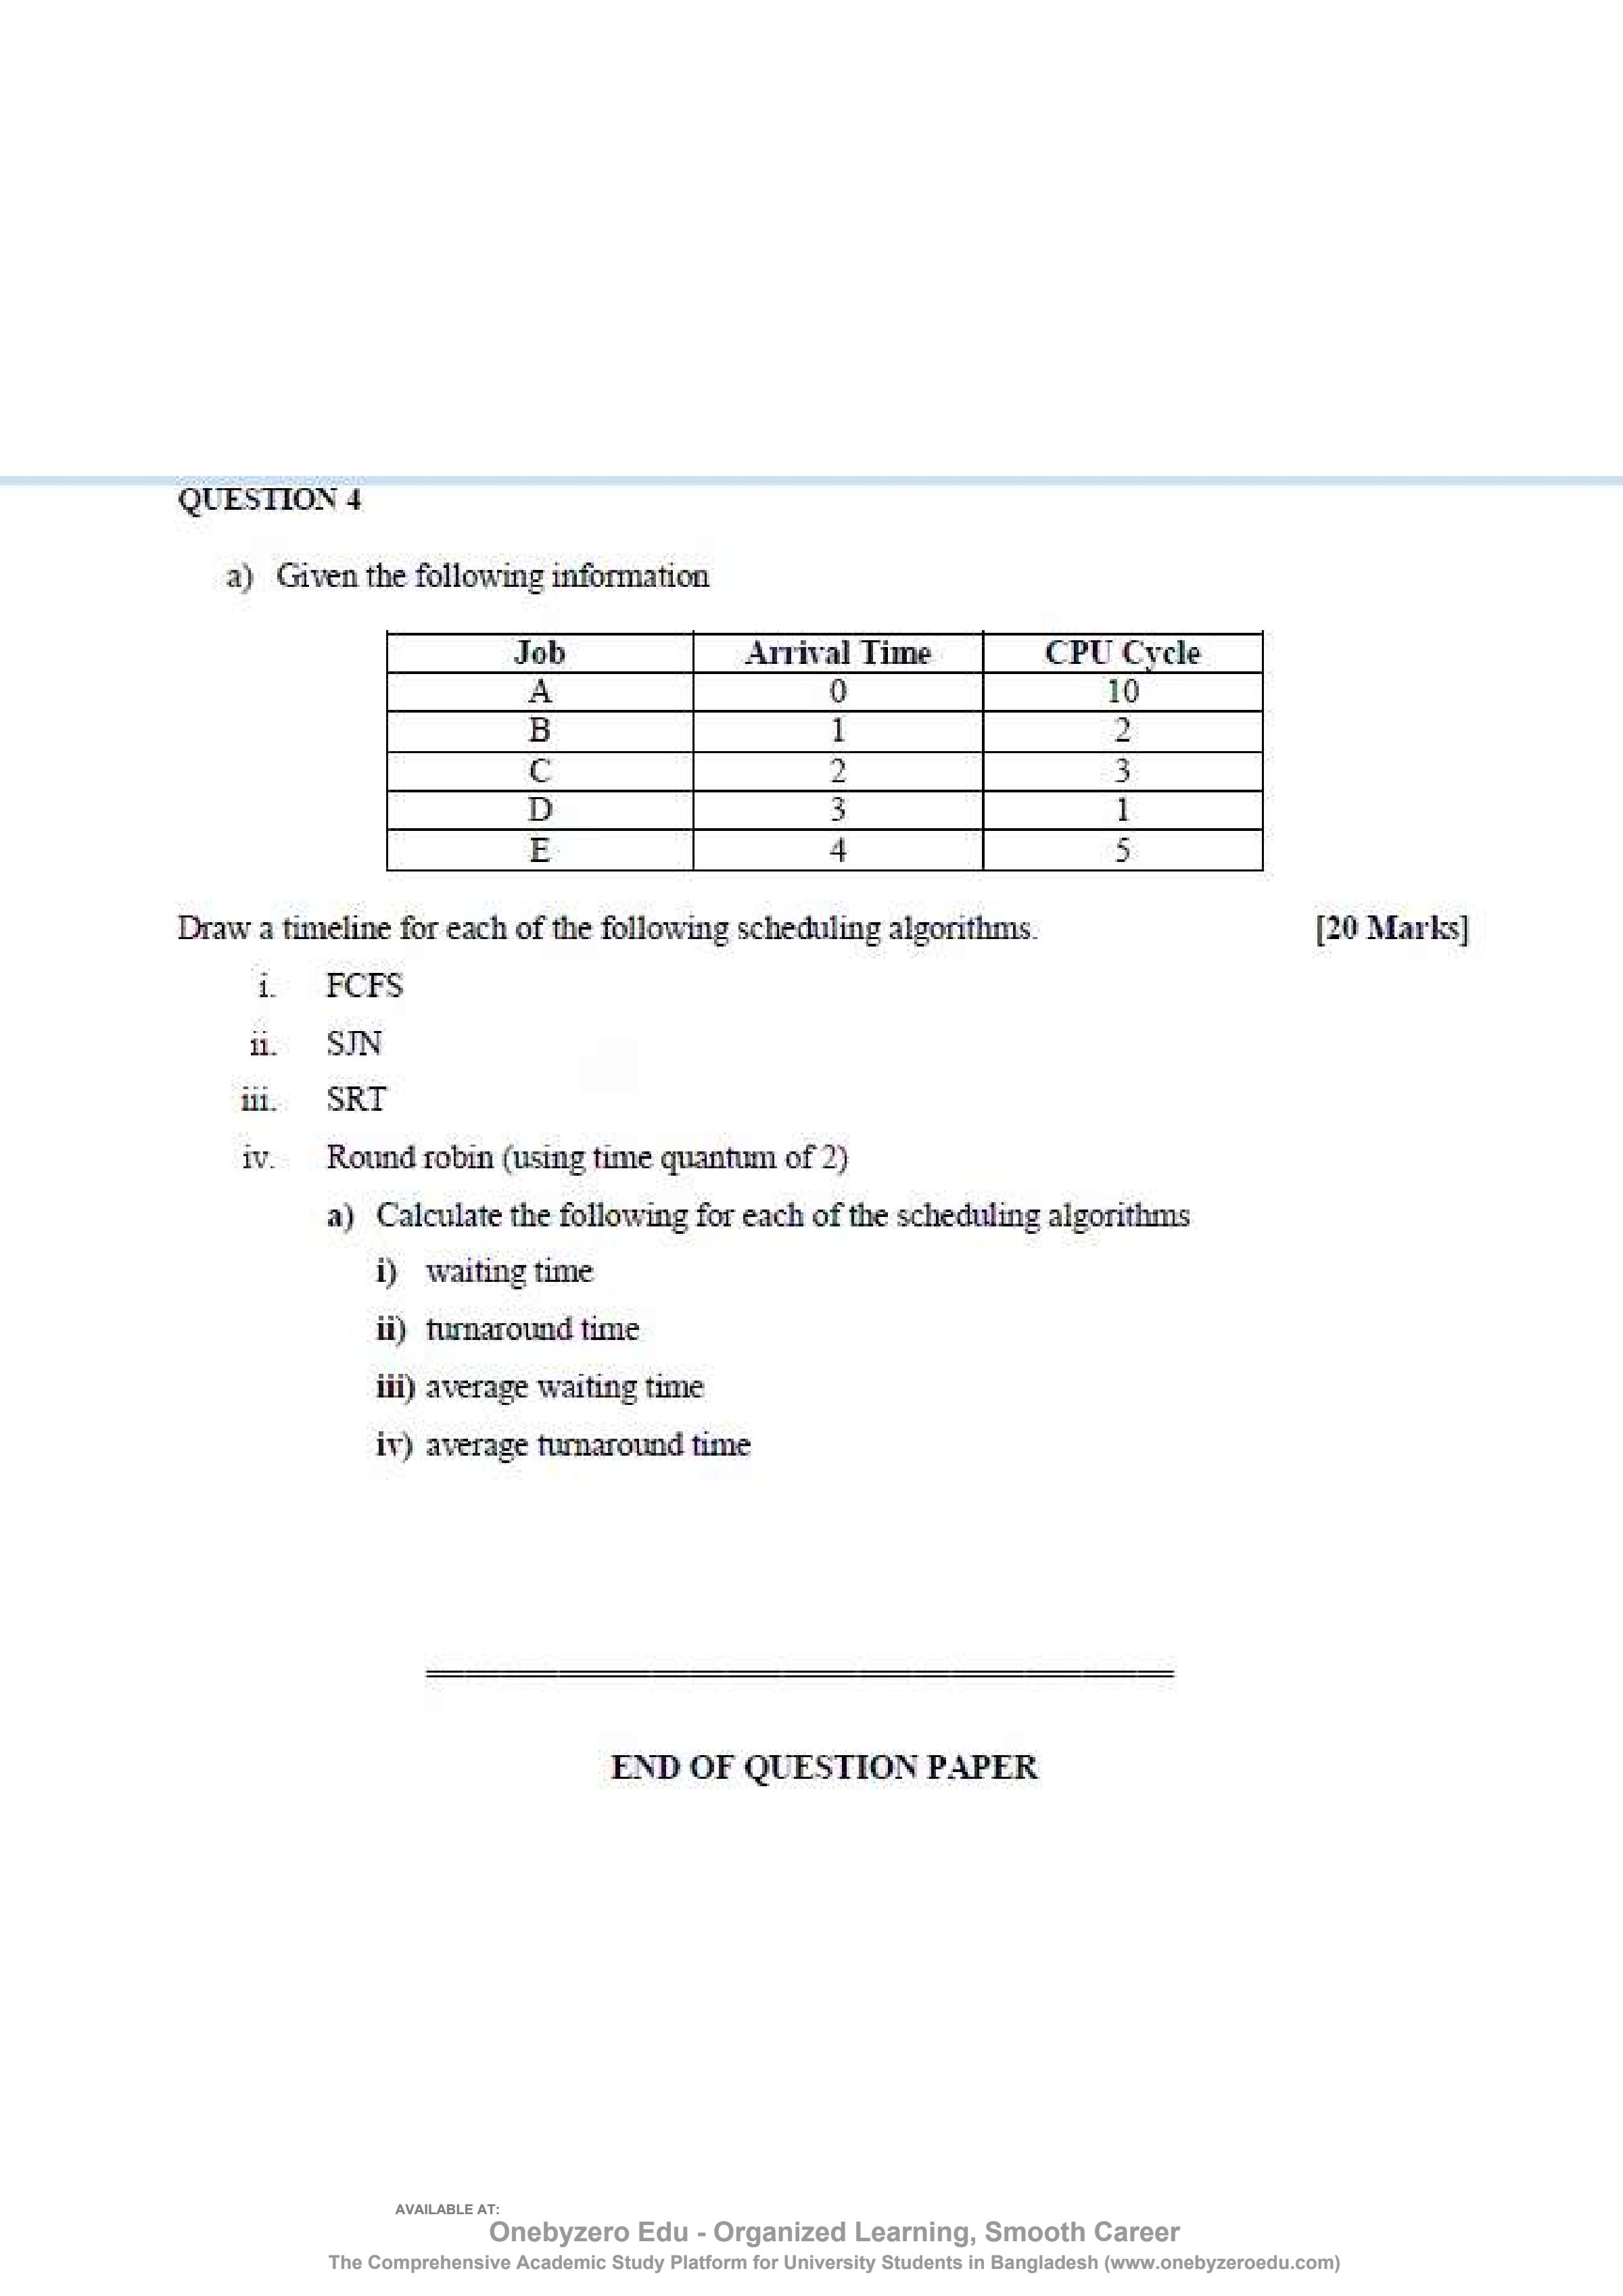 QUESTION 4
a) Given the following information
Job Arrival Time CPU Cycle
A 0 10
B 1 2
C 2 3
D 3 1
E 4 5
Draw a timeline for each of the following scheduling algorithms. [20 Marks]
i. FCFS
ii. SJN
iii. SRT
iv. Round robin (using time quantum of 2)
a) Calculate the following for each of the scheduling algorithms
i) waiting time
ii) turnaround time
iii) average waiting time
iv) average turnaround time
END OF QUESTION PAPER
AVAILABLE AT:
Onebyzero Edu - Organized Learning, Smooth Career
The Comprehensive Academic Study Platform for University Students in Bangladesh (www.onebyzeroedu.com)